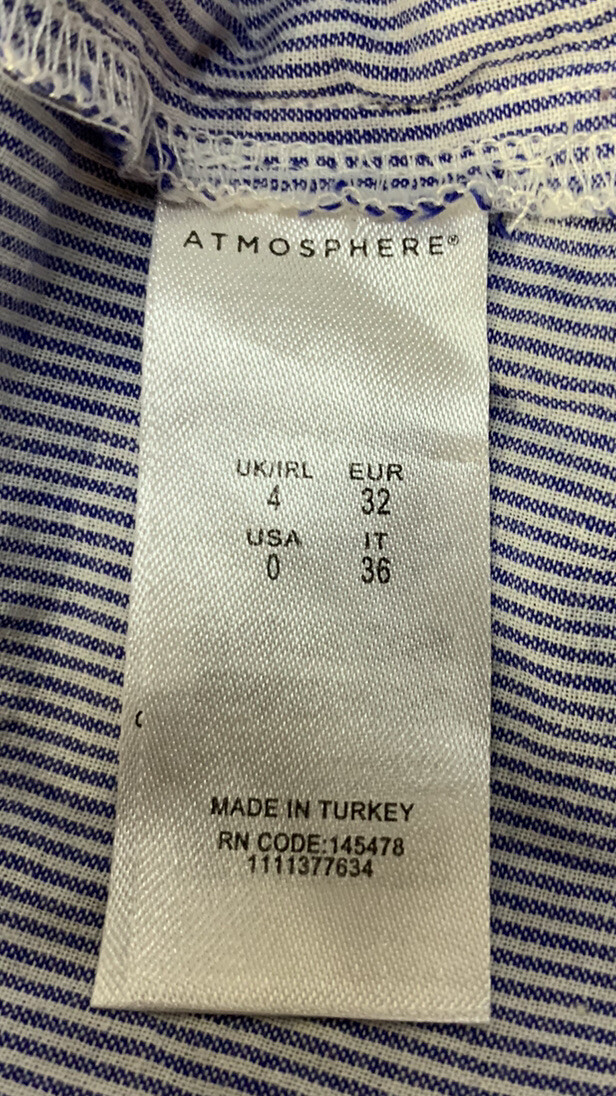 ATMOSPHERE®
UK/IRL EUR
4 32
USA IT
0 36
MADE IN TURKEY
RN CODE:145478
1111377634